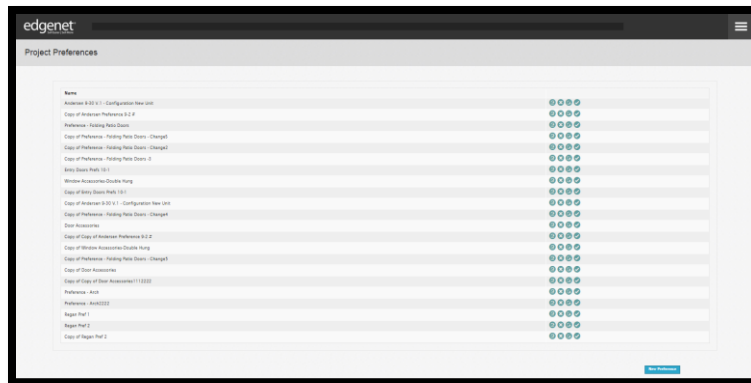 edgenet
Project Preferences
Name
Andersen 9-30 V.1 - Configuration New Unit
Copy of Andersen Preference 9-2 #
Preference - Folding Patio Doors
Copy of Preference - Folding Patio Doors - Change3
Copy of Preference - Folding Patio Doors - Change2
Copy of Preference - Folding Patio Doors -3
Entry Doors Prefs 10-1
Window Accessories-Double Hung
Copy of Entry Doors Prefs 10-1
Copy of Andersen 9-30 V.1 - Configuration New Unit
Copy of Preference - Folding Patio Doors - Change4
Door Accessories
Copy of Copy of Andersen Preference 9-2 #
Copy of Window Accessories-Double Hung
Copy of Preference - Folding Patio Doors - Change5
Copy of Door Accessories
Copy of Copy of Door Accessories1112222
Preference - Arch
Preference - Arch2222
Regan Pref 1
Regan Pref 2
Copy of Regan Pref 2
New Preference